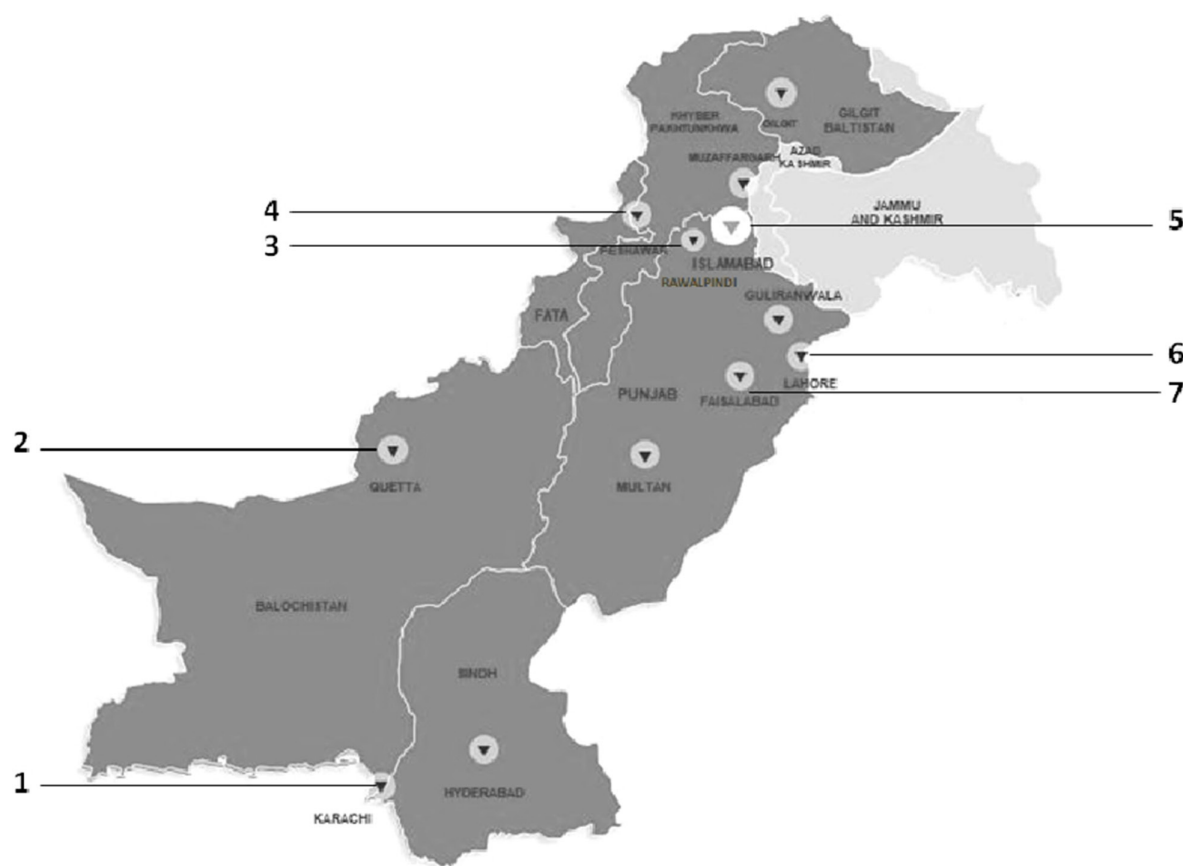 KHYBER
PAKHTUNKHWA
GILGIT
GILGIT
BALTISTAN
MUZAFFARGARH
AZAD
KASHMIR
JAMMU
AND KASHMIR
4
5
3
PESHAWAR
ISLAMABAD
RAWALPINDI
GULIRANWALA
FATA
6
LAHORE
PUNJAB
FAISALABAD
7
2
QUETTA
MULTAN
BALOCHISTAN
SINDH
1
KARACHI
HYDERABAD